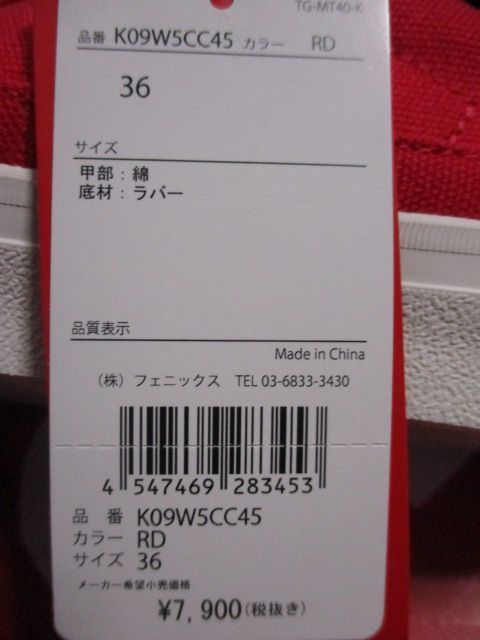 TG-MT40-K
品番 K09W5CC45 カラー RD
36
サイズ
甲部：綿
底材：ラバー
品質表示
Made in China
（株）フェニックス TEL 03-6833-3430
4 547469 283453
品 番 K09W5CC45
カラー RD
サイズ 36
メーカー希望小売価格
¥7,900(税抜き)